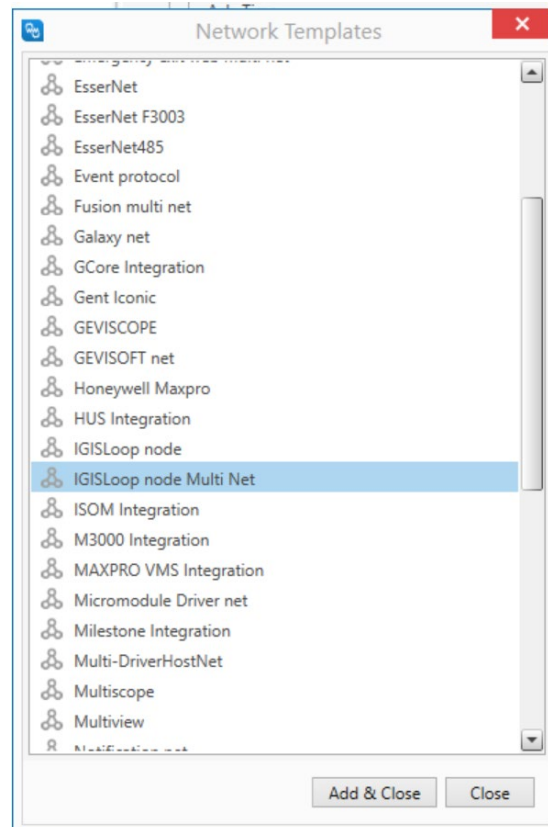 Network Templates
EsserNet
EsserNet F3003
EsserNet485
Event protocol
Fusion multi net
Galaxy net
GCore Integration
Gent Iconic
GEVISCOPE
GEVISOFT net
Honeywell Maxpro
HUS Integration
IGISLoop node
IGISLoop node Multi Net
ISOM Integration
M3000 Integration
MAXPRO VMS Integration
Micromodule Driver net
Milestone Integration
Multi-DriverHostNet
Multiscope
Multiview
Add & Close
Close